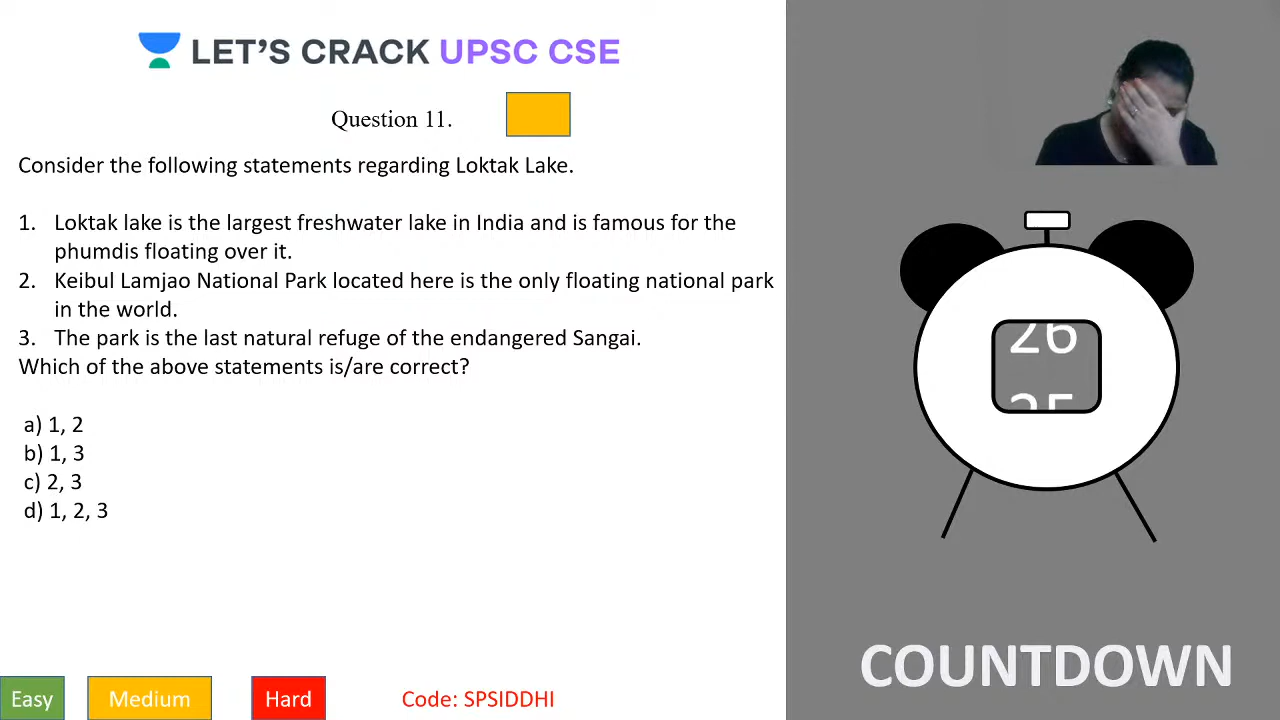 LET'S CRACK UPSC CSE
Question 11.
Consider the following statements regarding Loktak Lake.
1. Loktak lake is the largest freshwater lake in India and is famous for the
phumdis floating over it.
2. Keibul Lamjao National Park located here is the only floating national park
in the world.
3. The park is the last natural refuge of the endangered Sangai.
Which of the above statements is/are correct?
a) 1, 2
b) 1, 3
c) 2, 3
d) 1, 2, 3
26
25
COUNTDOWN
Easy
Medium
Hard
Code: SPSIDDHI